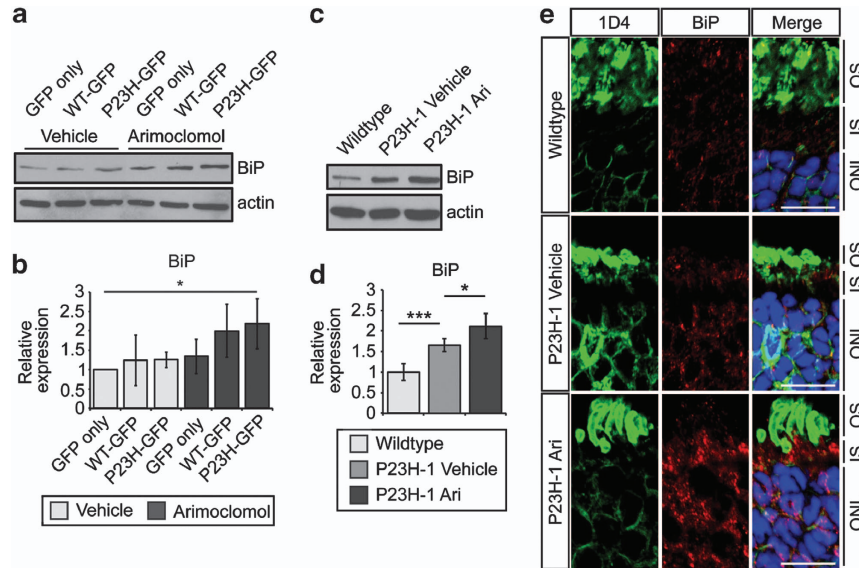 a
GFP only
WT-GFP
P23H-GFP
GFP only
WT-GFP
P23H-GFP
Vehicle
Arimoclomol
BiP
actin
b
BiP
*
Relative
expression
3
2.5
2
1.5
1
0.5
0
GFP only
WT-GFP
P23H-GFP
GFP only
WT-GFP
P23H-GFP
Vehicle
Arimoclomol
c
Wildtype
P23H-1 Vehicle
P23H-1 Ari
BiP
actin
d
BiP
***
*
Relative
expression
3
2.5
2
1.5
1
0.5
0
Wildtype
P23H-1 Vehicle
P23H-1 Ari
e
1D4
BiP
Merge
Wildtype
OS
IS
ONI
P23H-1 Vehicle
OS
IS
ONI
P23H-1 Ari
OS
IS
ONI